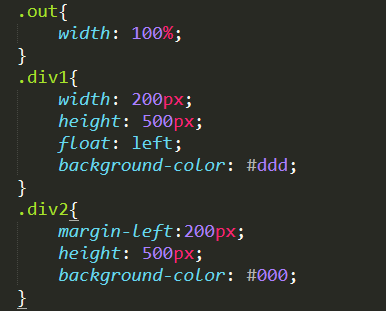 .out{
    width: 100%;
}
.div1{
    width: 200px;
    height: 500px;
    float: left;
    background-color: #ddd;
}
.div2{
    margin-left:200px;
    height: 500px;
    background-color: #000;
}